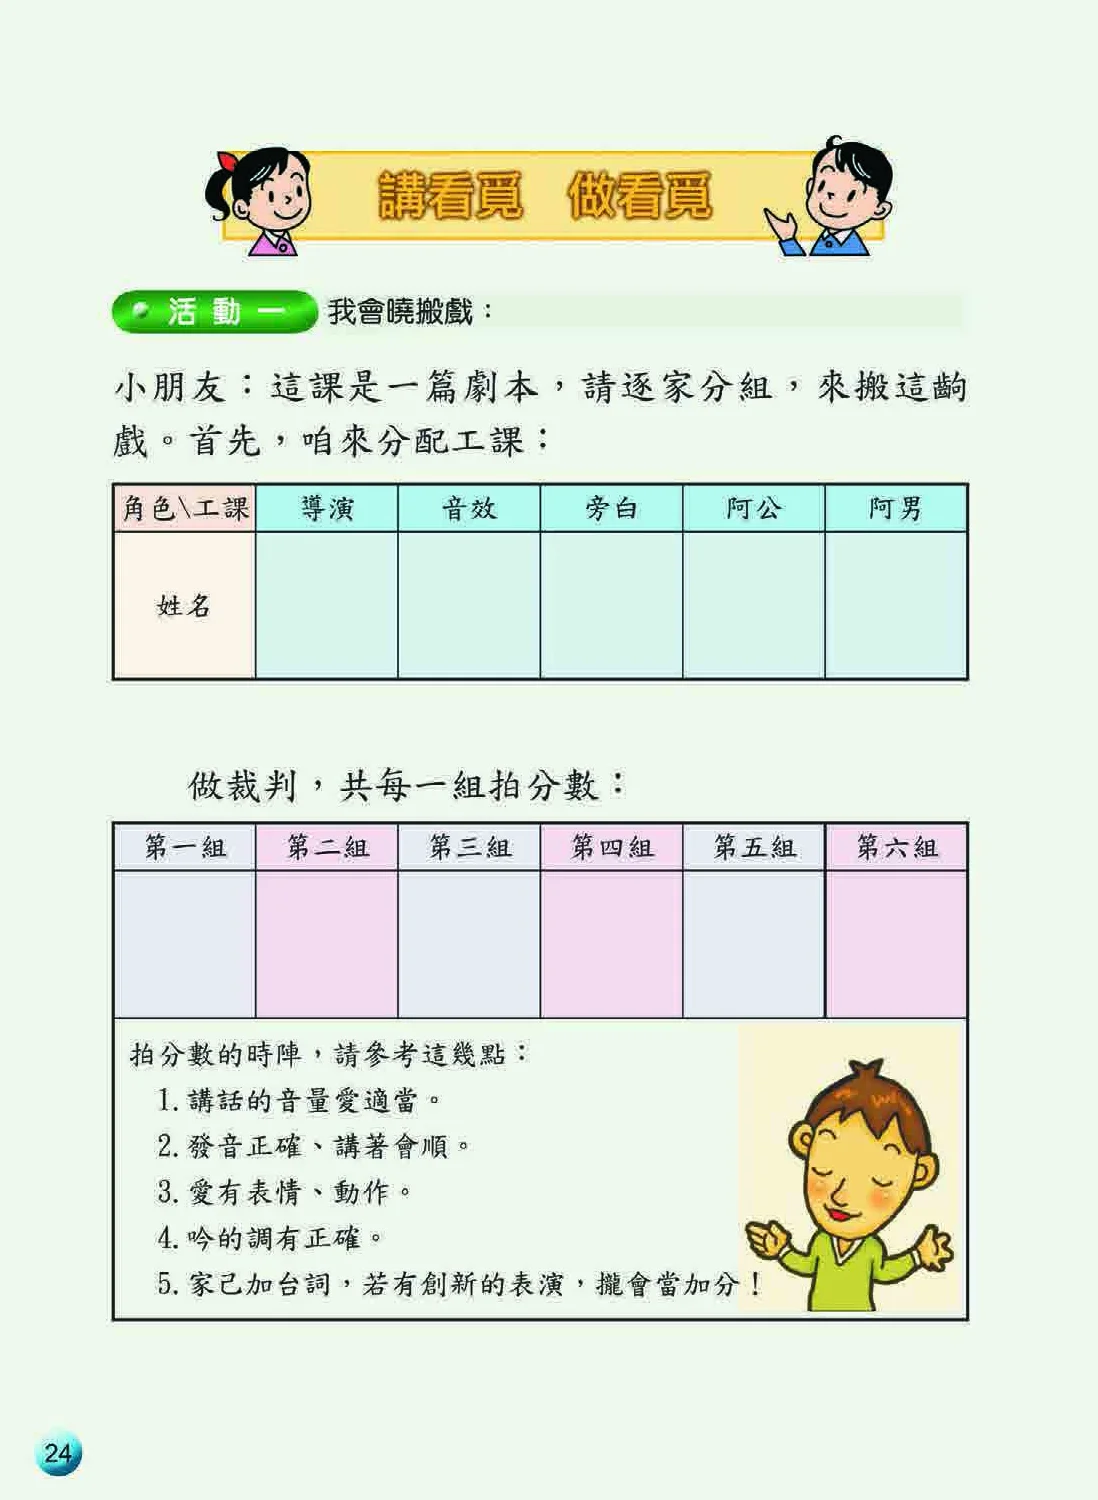 講看覓　做看覓
活動一 我會曉搬戲：
小朋友：這課是一篇劇本，請逐家分組，來搬這齣
戲。首先，咱來分配工課：
角色\工課 導演 音效 旁白 阿公 阿男
姓名
做裁判，共每一組拍分數：
第一組 第二組 第三組 第四組 第五組 第六組
拍分數的時陣，請參考這幾點：
1.講話的音量愛適當。
2.發音正確、講著會順。
3.愛有表情、動作。
4.吟的調有正確。
5.家己加台詞，若有創新的表演，攏會當加分！
24